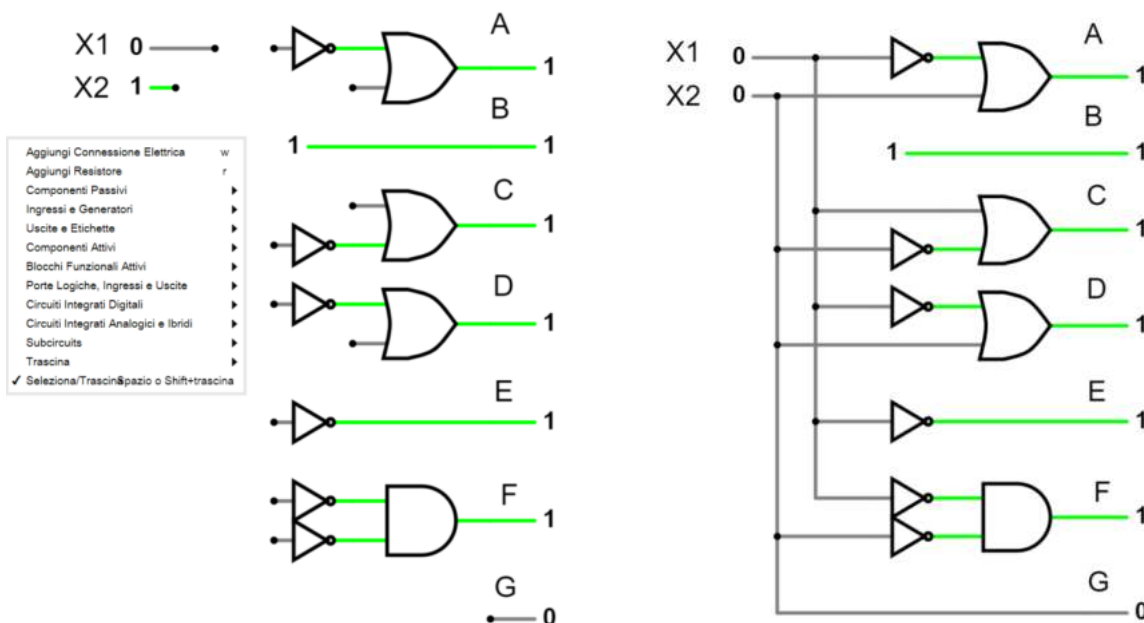 X1 0
X2 1
Aggiungi Connessione Elettrica w
Aggiungi Resistore r
Componenti Passivi
Ingressi e Generatori
Uscite e Etichette
Componenti Attivi
Blocchi Funzionali Attivi
Porte Logiche, Ingressi e Uscite
Circuiti Integrati Digitali
Circuiti Integrati Analogici e Ibridi
Subcircuits
Trascina
✓ Seleziona/Trascina Spazio o Shift+trascina
A
1
B
1 1
C
1
D
1
E
1
F
1
G
0
X1 0
X2 0
A
1
B
1 1
C
1
D
1
E
1
F
1
G
0